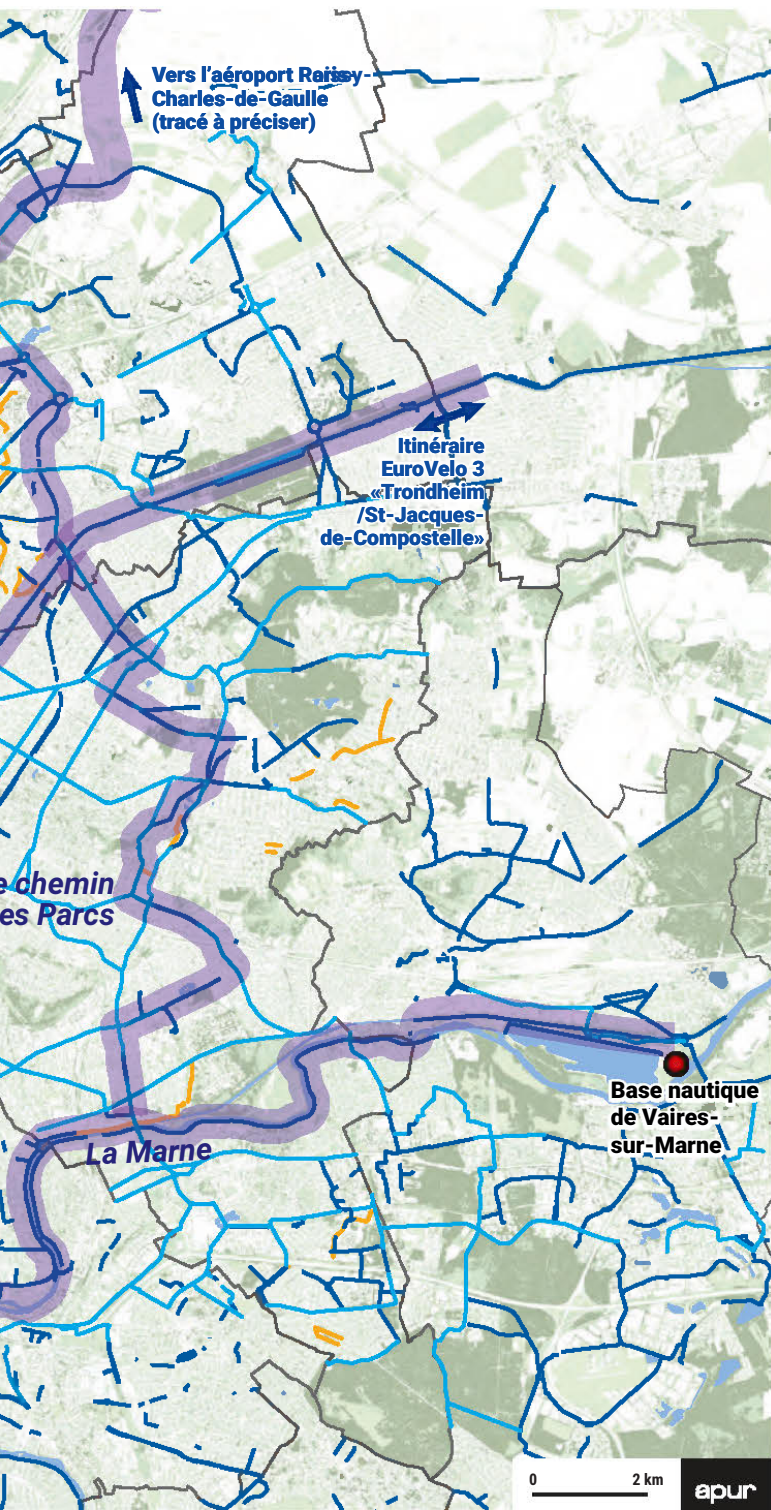 Vers l'aéroport Roissy-
Charles-de-Gaulle
(tracé à préciser)
Itinéraire
EuroVelo 3
«Trondheim
/St-Jacques-
de-Compostelle»
e chemin
es Parcs
La Marne
Base nautique
de Vaires-
sur-Marne
0 2 km
apur